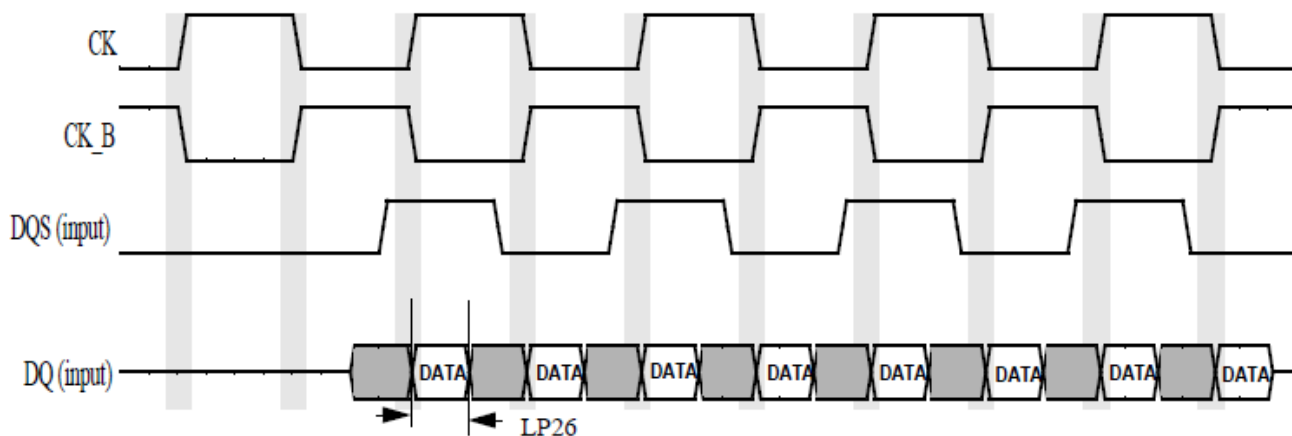 CK
CK_B
DQS (input)
DQ (input) DATA DATA DATA DATA DATA DATA DATA DATA
LP26